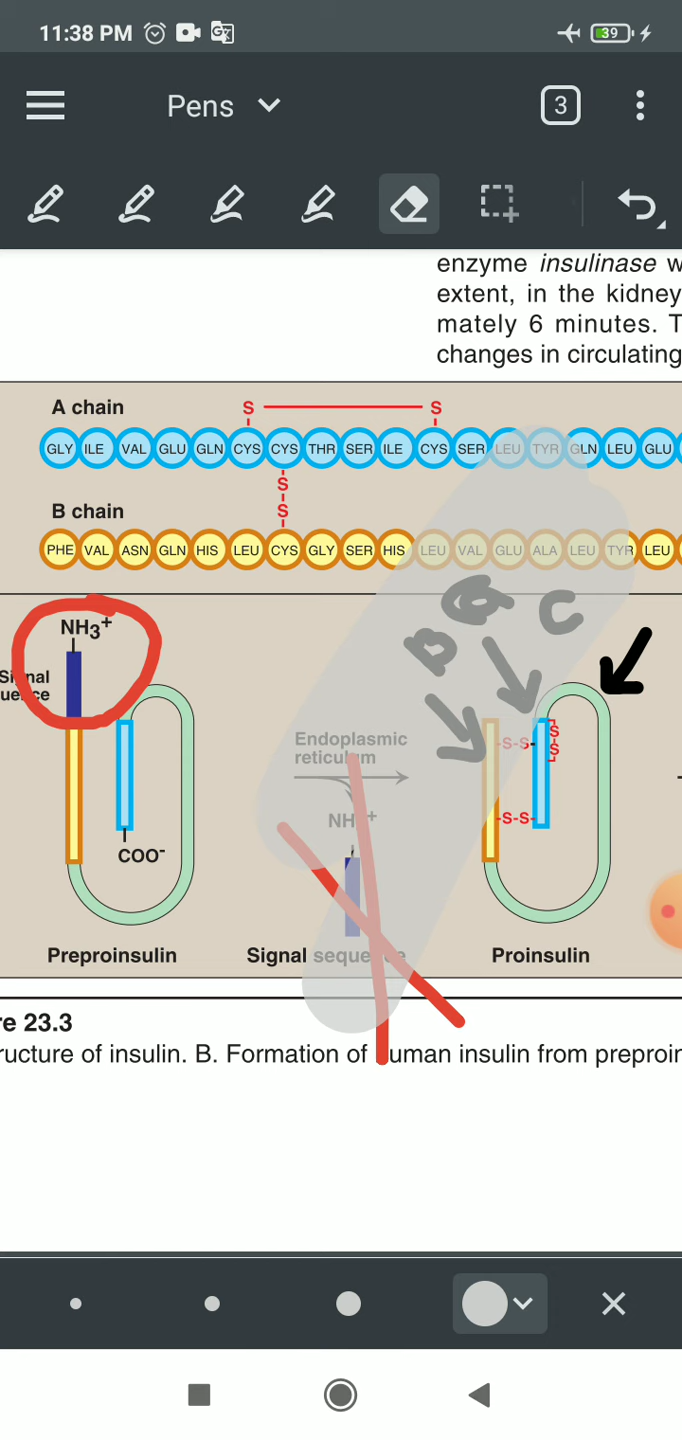 11:38 PM 39
Pens 3
enzyme insulinase w
extent, in the kidney
mately 6 minutes. T
changes in circulating
A chain
S S
GLY ILE VAL GLU GLN CYS CYS THR SER ILE CYS SER LEU TYR GLN LEU GLU
S
S
B chain
PHE VAL ASN GLN HIS LEU CYS GLY SER HIS LEU VAL GLU ALA LEU TYR LEU
NH3+
nal
uence
B a C
Endoplasmic
reticulum
-S-S- S
S
NH +
-S-S-
COO-
Preproinsulin Signal sequence Proinsulin
re 23.3
ructure of insulin. B. Formation of human insulin from preproin